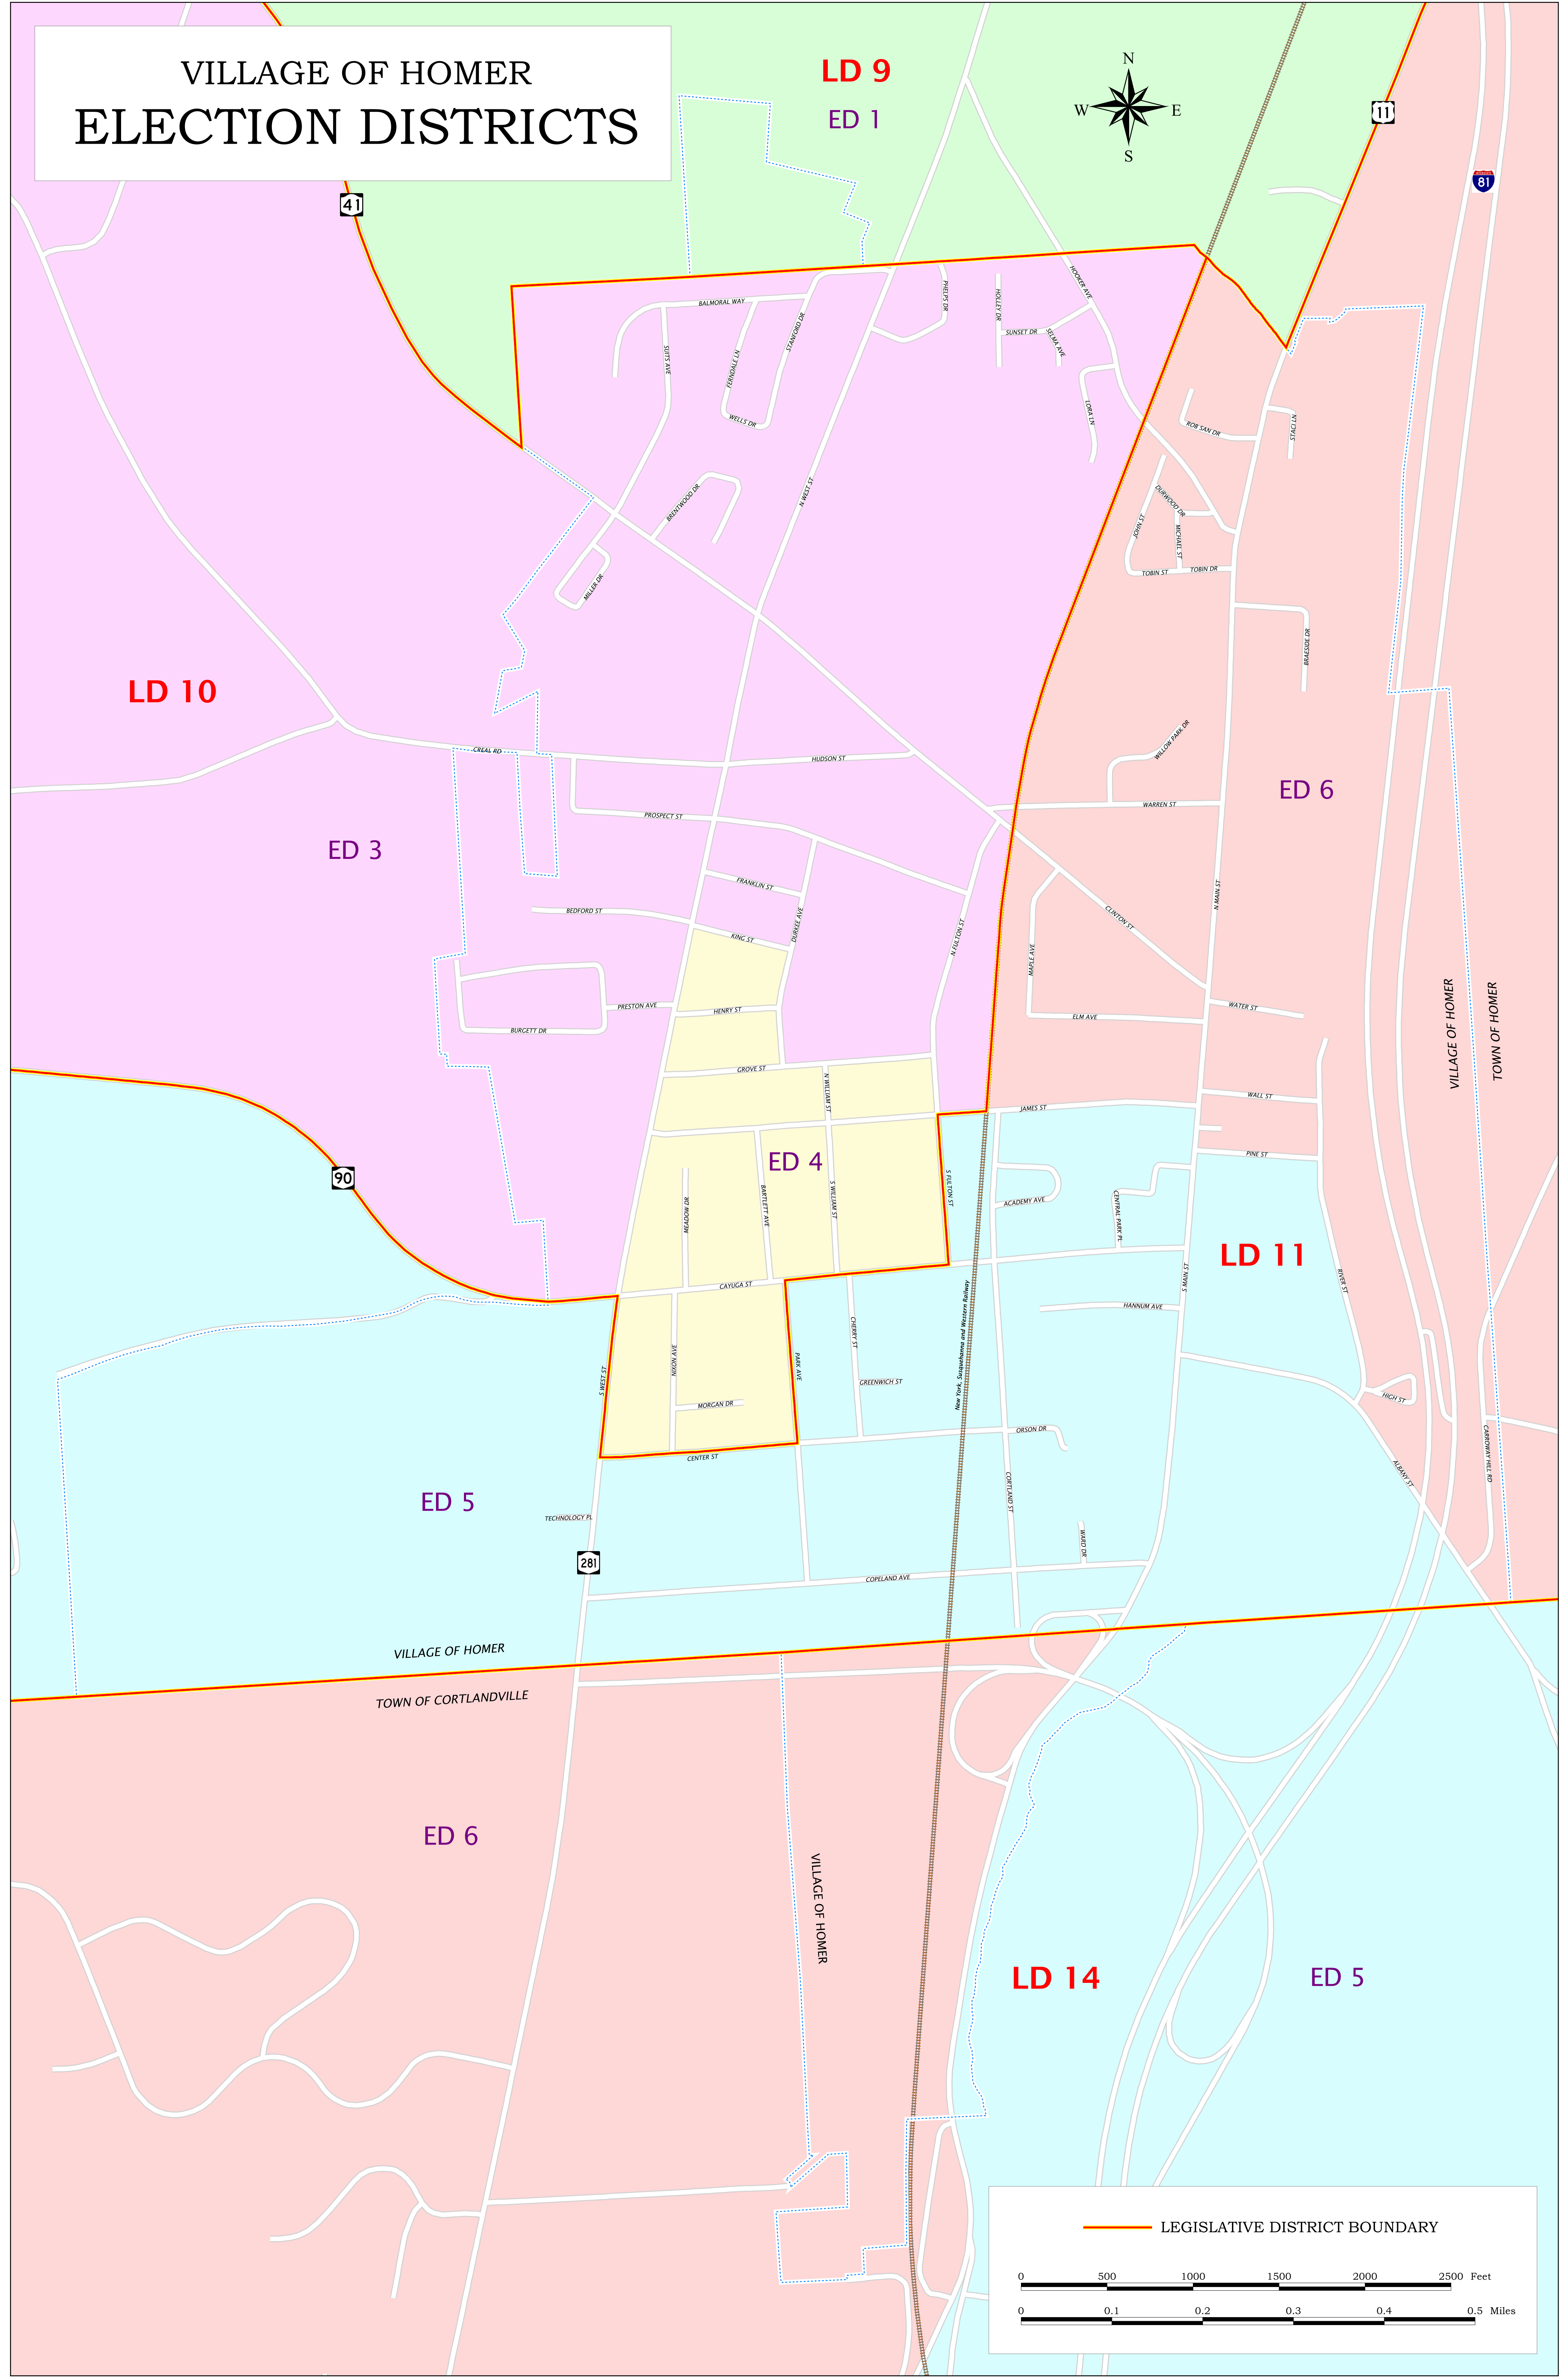 VILLAGE OF HOMER
ELECTION DISTRICTS
LD 9
ED 1
N
W E
S
11
81
41
HOOKER AVE
PHELPS DR
HOLLEY DR
BALMORAL WAY
STANFORD DR
SUNSET DR
SELMA AVE
SUITS AVE
FERNDALE LN
WELLS DR
LORA LN
ROB SAN DR
STACI LN
BRENTWOOD DR
N WEST ST
DURWOOD DR
JOHN ST
MICHAEL ST
TOBIN ST
TOBIN DR
MILLER DR
BRAESIDE DR
LD 10
WILLOW PARK DR
CREAL RD
HUDSON ST
ED 6
WARREN ST
PROSPECT ST
ED 3
FRANKLIN ST
N MAIN ST
BEDFORD ST
DURKEE AVE
CLINTON ST
KING ST
N FULTON ST
MAPLE AVE
PRESTON AVE
HENRY ST
WATER ST
BURGETT DR
ELM AVE
VILLAGE OF HOMER
TOWN OF HOMER
GROVE ST
N WILLIAM ST
WALL ST
JAMES ST
ED 4
PINE ST
90
S FULTON ST
S WILLIAM ST
BARTLETT AVE
MEADOW DR
ACADEMY AVE
CENTRAL PARK PL
LD 11
CAYUGA ST
S MAIN ST
RIVER ST
HANNUM AVE
CHERRY ST
New York, Susquehanna and Western Railway
NIXON AVE
PARK AVE
S WEST ST
GREENWICH ST
MORGAN DR
HIGH ST
ORSON DR
CARROWAY HILL RD
CENTER ST
ALBANY ST
CORTLAND ST
ED 5
TECHNOLOGY PL
WARD DR
281
COPELAND AVE
VILLAGE OF HOMER
TOWN OF CORTLANDVILLE
ED 6
VILLAGE OF HOMER
LD 14
ED 5
LEGISLATIVE DISTRICT BOUNDARY
0 500 1000 1500 2000 2500 Feet
0 0.1 0.2 0.3 0.4 0.5 Miles